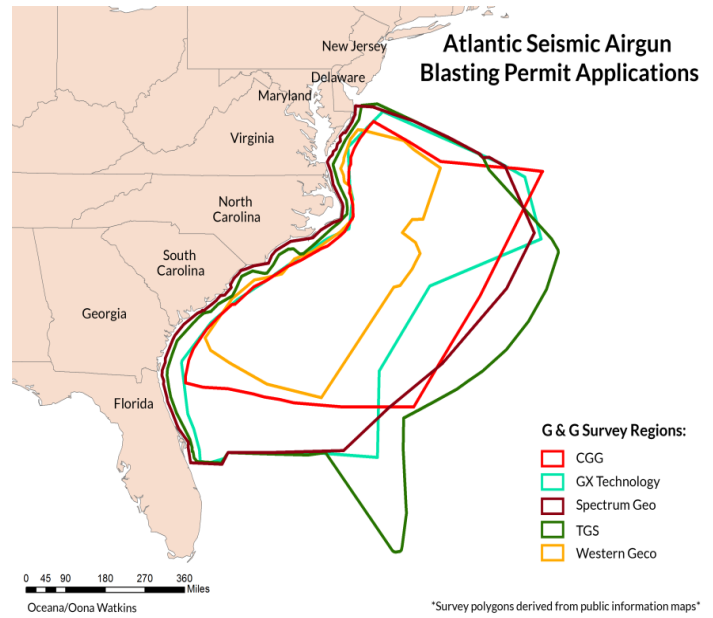 Atlantic Seismic Airgun
Blasting Permit Applications
New Jersey
Delaware
Maryland
Virginia
North
Carolina
South
Carolina
Georgia
Florida
G & G Survey Regions:
CGG
GX Technology
Spectrum Geo
TGS
Western Geco
0 45 90 180 270 360
Miles
Oceana/Oona Watkins
*Survey polygons derived from public information maps*